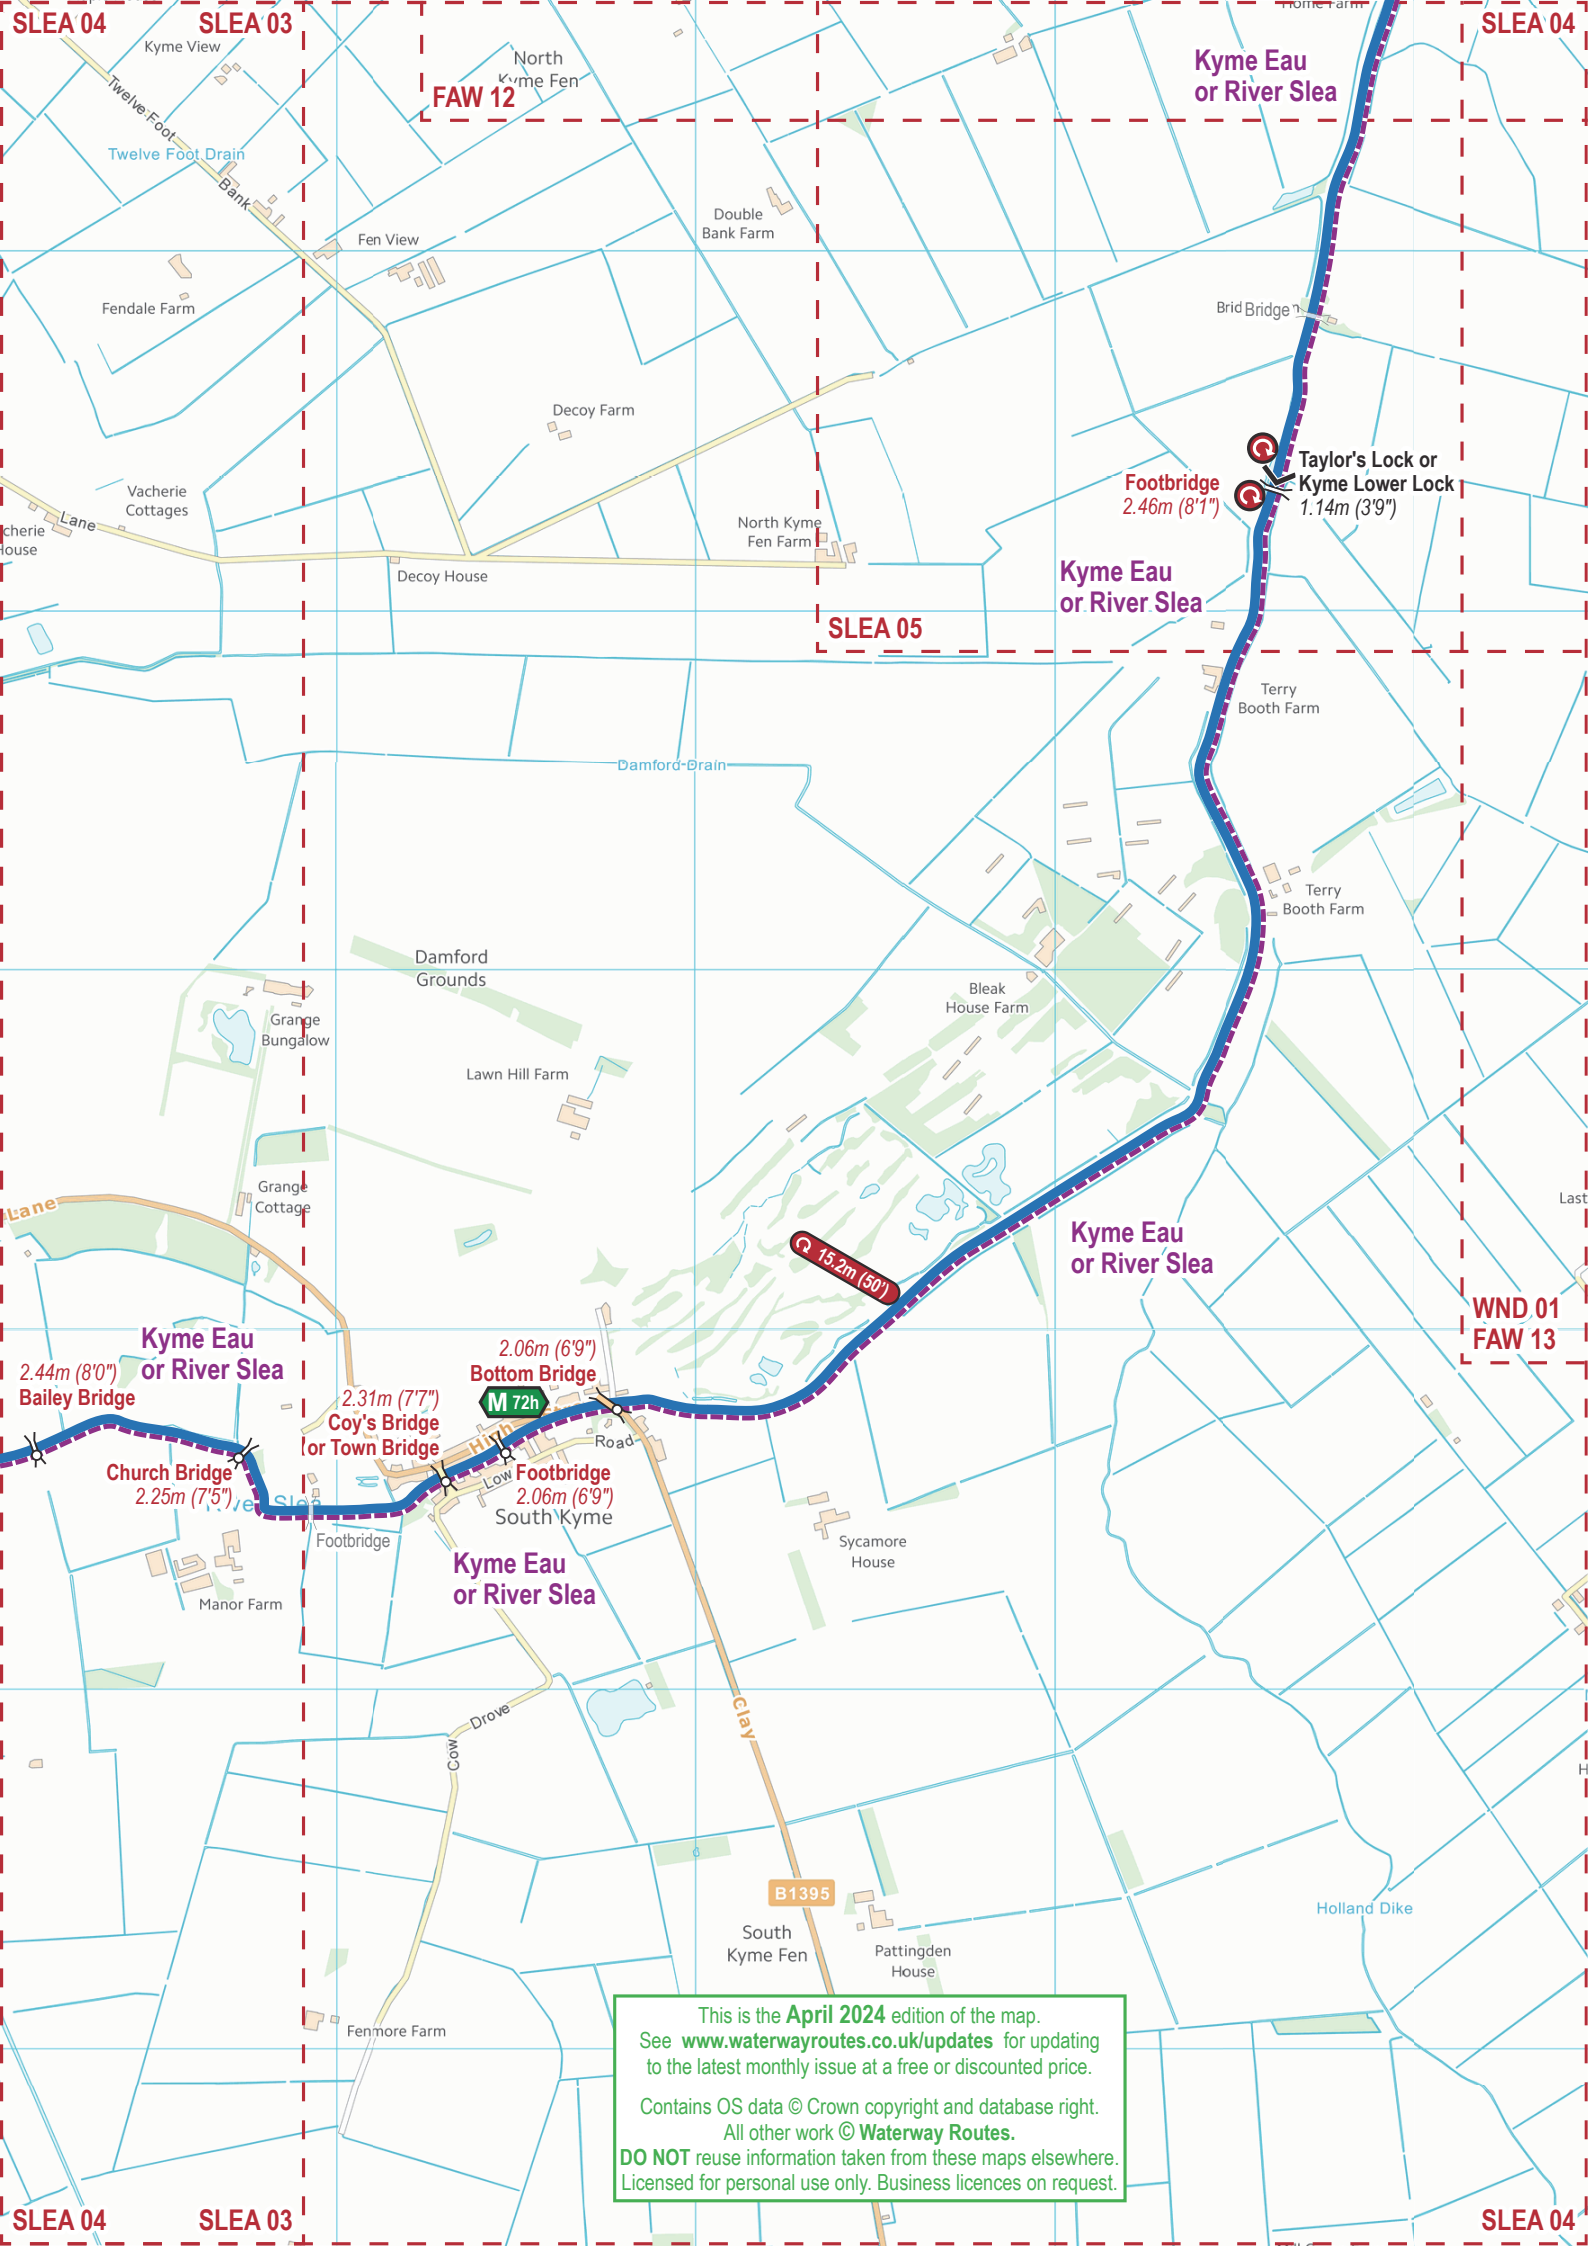 SLEA 04
SLEA 03
Kyme View
North
Kyme Fen
FAW 12
Home Farm
SLEA 04
Kyme Eau
or River Slea
Twelve Foot
Bank
Twelve Foot Drain
Fen View
Double
Bank Farm
Fendale Farm
Bridge
Decoy Farm
Vacherie
Cottages
Lane
cherie
House
North Kyme
Fen Farm
Decoy House
Footbridge
2.46m (8'1")
Taylor's Lock or
Kyme Lower Lock
1.14m (3'9")
Kyme Eau
or River Slea
SLEA 05
Terry
Booth Farm
Damford Drain
Terry
Booth Farm
Damford
Grounds
Bleak
House Farm
Grange
Bungalow
Lawn Hill Farm
Grange
Cottage
Lane
Last
15.2m (50')
Kyme Eau
or River Slea
WND 01
FAW 13
Kyme Eau
or River Slea
2.44m (8'0")
Bailey Bridge
2.06m (6'9")
Bottom Bridge
M 72h
2.31m (7'7")
Coy's Bridge
or Town Bridge
High
Road
Low
Church Bridge
2.25m (7'5")
River Slea
Footbridge
2.06m (6'9")
South Kyme
Footbridge
Kyme Eau
or River Slea
Sycamore
House
Manor Farm
Cow
Drove
Clay
H
B1395
South
Kyme Fen
Pattingden
House
Holland Dike
Fenmore Farm
This is the April 2024 edition of the map.
See www.waterwayroutes.co.uk/updates for updating
to the latest monthly issue at a free or discounted price.
Contains OS data © Crown copyright and database right.
All other work © Waterway Routes.
DO NOT reuse information taken from these maps elsewhere.
Licensed for personal use only. Business licences on request.
SLEA 04
SLEA 03
SLEA 04